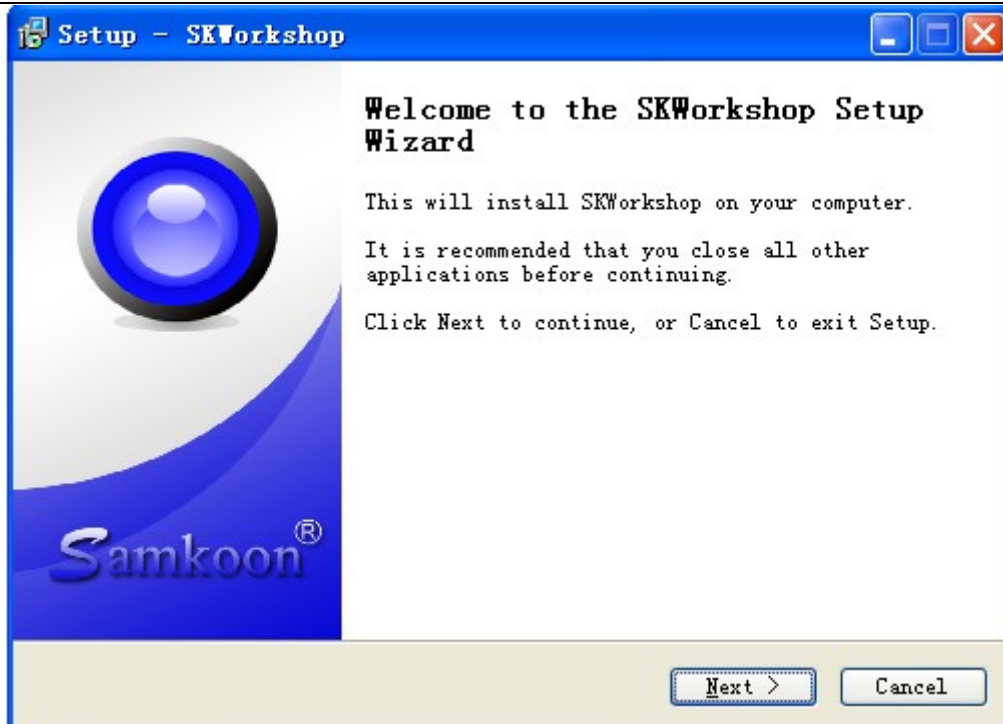 Setup - SKWorkshop
Welcome to the SKWorkshop Setup
Wizard
This will install SKWorkshop on your computer.
It is recommended that you close all other
applications before continuing.
Click Next to continue, or Cancel to exit Setup.
Samkoon®
Next >
Cancel